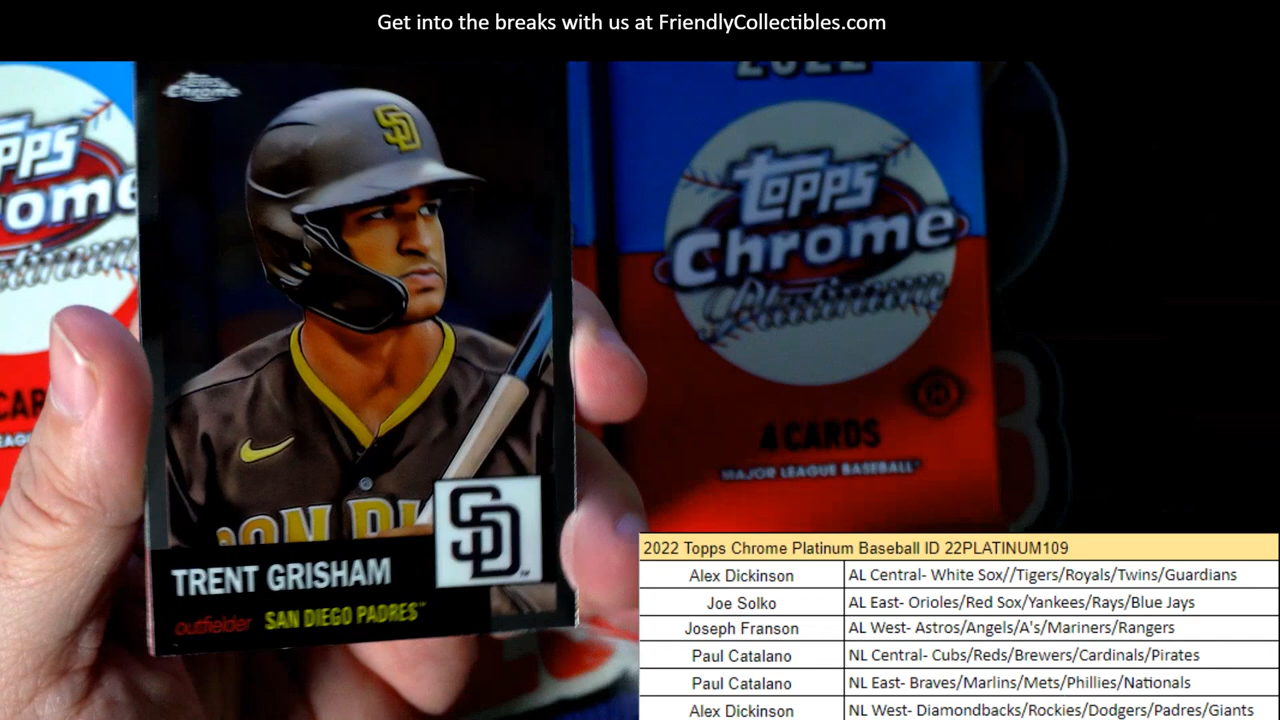 Get into the breaks with us at FriendlyCollectibles.com
Topps
Chrome
SD
TRENT GRISHAM
outfielder SAN DIEGO PADRES™
SD
2022
Topps
Chrome
Platinum
4 CARDS
MAJOR LEAGUE BASEBALL
2022 Topps Chrome Platinum Baseball ID 22PLATINUM109
Alex Dickinson AL Central- White Sox//Tigers/Royals/Twins/Guardians
Joe Solko AL East- Orioles/Red Sox/Yankees/Rays/Blue Jays
Joseph Franson AL West- Astros/Angels/A's/Mariners/Rangers
Paul Catalano NL Central- Cubs/Reds/Brewers/Cardinals/Pirates
Paul Catalano NL East- Braves/Marlins/Mets/Phillies/Nationals
Alex Dickinson NL West- Diamondbacks/Rockies/Dodgers/Padres/Giants